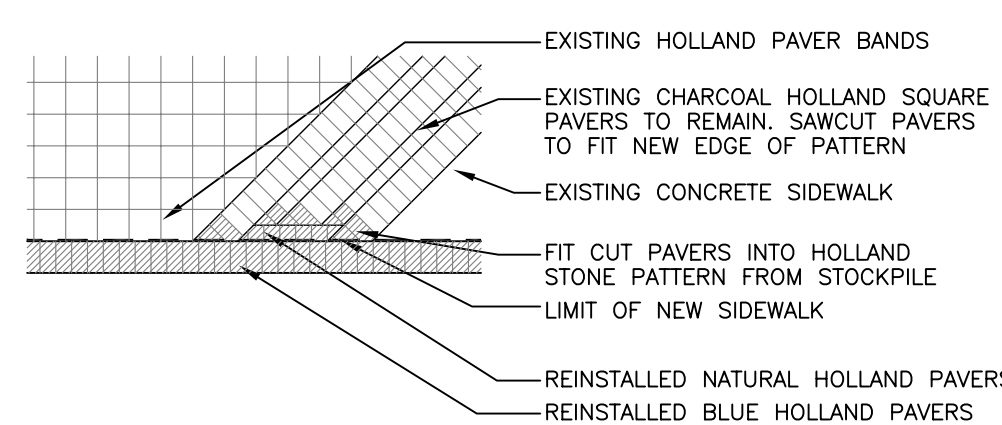 EXISTING HOLLAND PAVER BANDS
EXISTING CHARCOAL HOLLAND SQUARE
PAVERS TO REMAIN. SAWCUT PAVERS
TO FIT NEW EDGE OF PATTERN
EXISTING CONCRETE SIDEWALK
FIT CUT PAVERS INTO HOLLAND
STONE PATTERN FROM STOCKPILE
LIMIT OF NEW SIDEWALK
REINSTALLED NATURAL HOLLAND PAVERS
REINSTALLED BLUE HOLLAND PAVERS